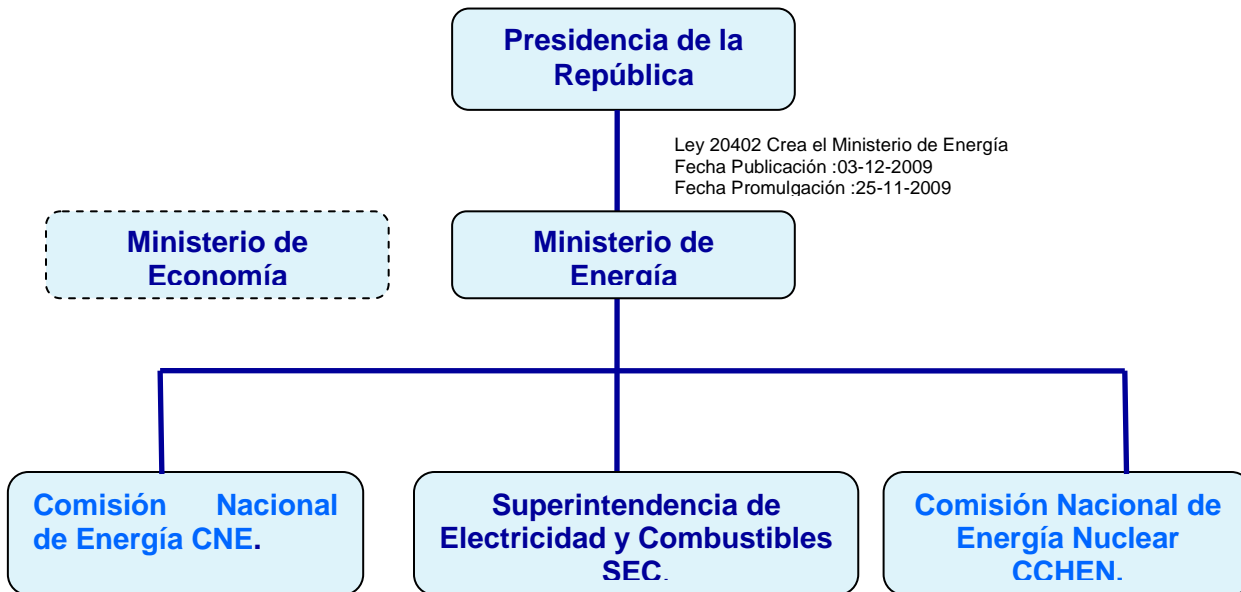 Presidencia de la
República
Ley 20402 Crea el Ministerio de Energía
Fecha Publicación :03-12-2009
Fecha Promulgación :25-11-2009
Ministerio de
Economía
Ministerio de
Energía
Comisión Nacional
de Energía CNE.
Superintendencia de
Electricidad y Combustibles
SEC.
Comisión Nacional de
Energía Nuclear
CCHEN.